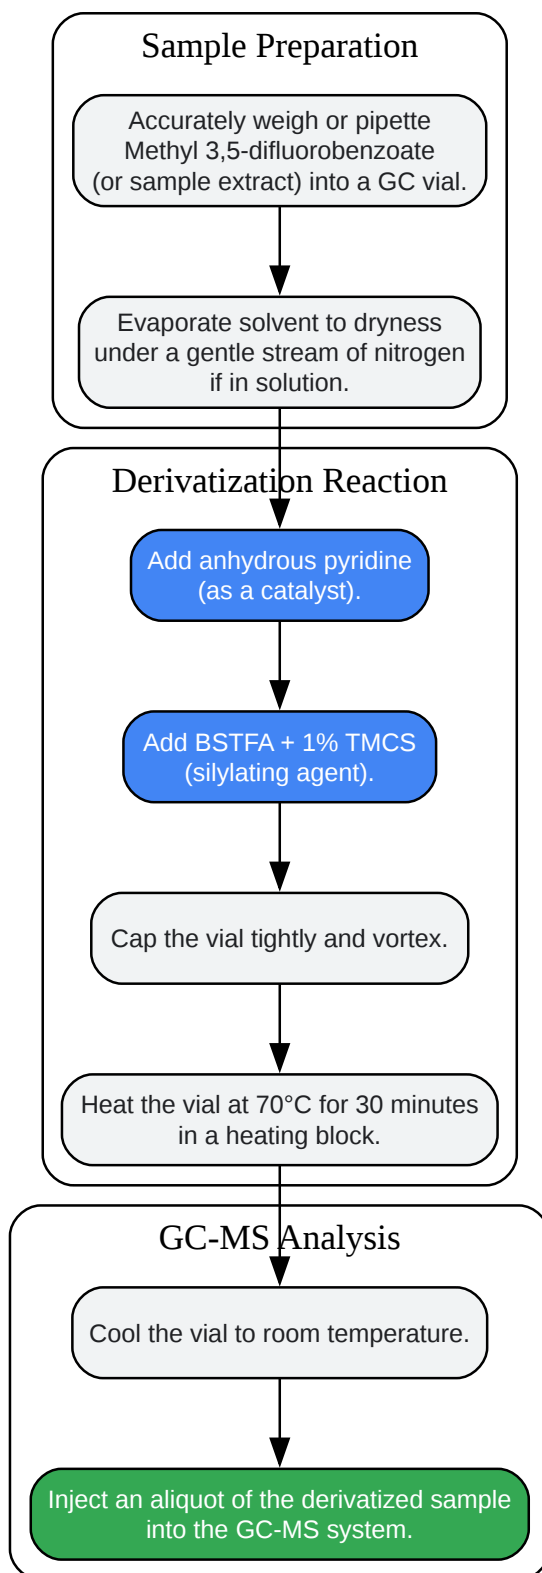 Sample Preparation
Accurately weigh or pipette
Methyl 3,5-difluorobenzoate
(or sample extract) into a GC vial.
Evaporate solvent to dryness
under a gentle stream of nitrogen
if in solution.
Derivatization Reaction
Add anhydrous pyridine
(as a catalyst).
Add BSTFA + 1% TMCS
(silylating agent).
Cap the vial tightly and vortex.
Heat the vial at 70°C for 30 minutes
in a heating block.
GC-MS Analysis
Cool the vial to room temperature.
Inject an aliquot of the derivatized sample
into the GC-MS system.